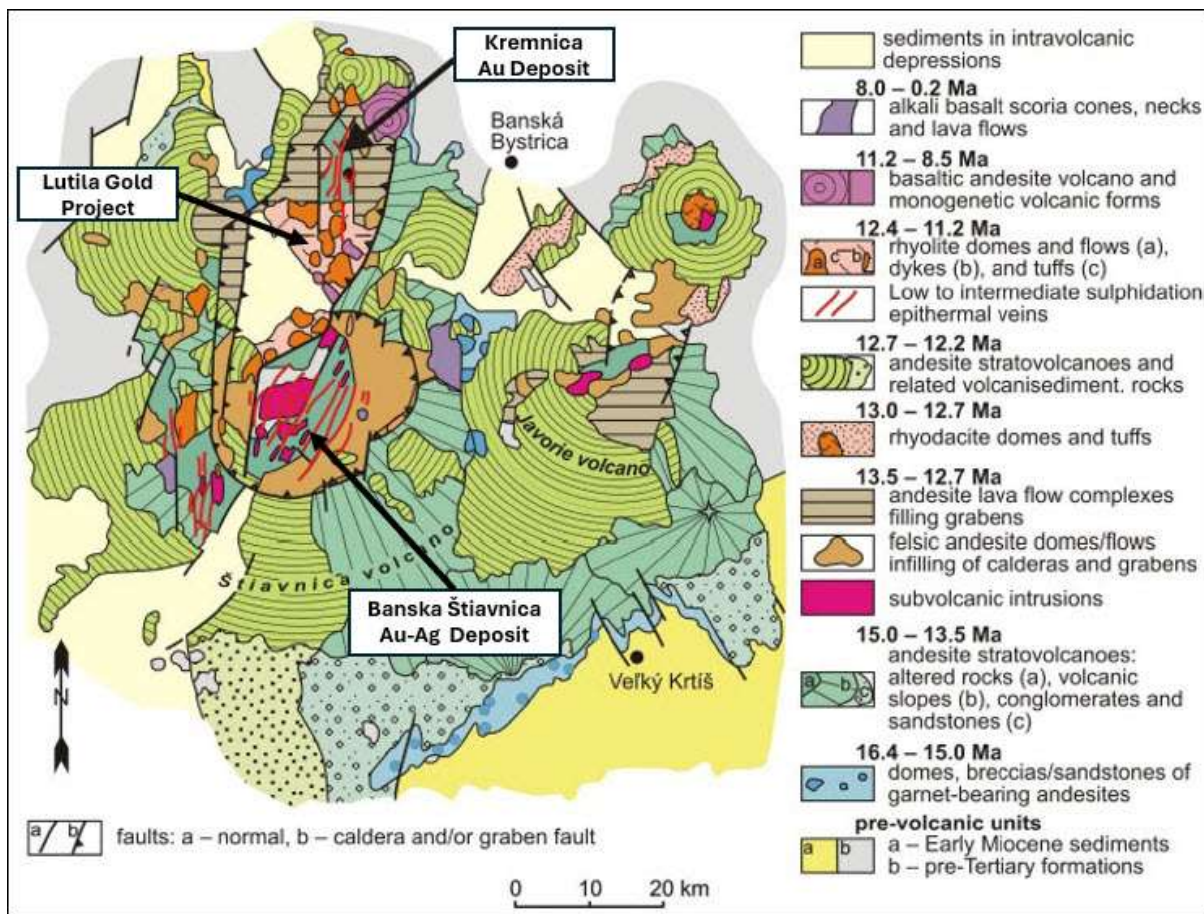 Kremnica
Au Deposit
Banská
Bystrica
Lutila Gold
Project
Javorie volcano
Štiavnica volcano
Banska Štiavnica
Au-Ag Deposit
Veľký Krtíš
N
a b faults: a – normal, b – caldera and/or graben fault
0 10 20 km
sediments in intravolcanic
depressions
8.0 – 0.2 Ma
alkali basalt scoria cones, necks
and lava flows
11.2 – 8.5 Ma
basaltic andesite volcano and
monogenetic volcanic forms
12.4 – 11.2 Ma
a c b rhyolite domes and flows (a),
dykes (b), and tuffs (c)
Low to intermediate sulphidation
epithermal veins
12.7 – 12.2 Ma
andesite stratovolcanoes and
related volcanisediment. rocks
13.0 – 12.7 Ma
rhyodacite domes and tuffs
13.5 – 12.7 Ma
andesite lava flow complexes
filling grabens
felsic andesite domes/flows
infilling of calderas and grabens
subvolcanic intrusions
15.0 – 13.5 Ma
andesite stratovolcanoes:
a b c altered rocks (a), volcanic
slopes (b), conglomerates and
sandstones (c)
16.4 – 15.0 Ma
domes, breccias/sandstones of
garnet-bearing andesites
pre-volcanic units
a b a – Early Miocene sediments
b – pre-Tertiary formations